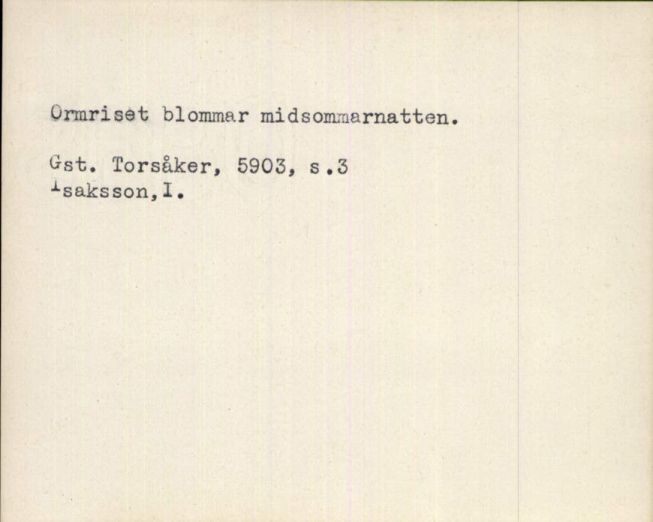 Ormriset blommar midsommarnatten.
Gst. Torsåker, 5903, s.3
Isaksson,I.